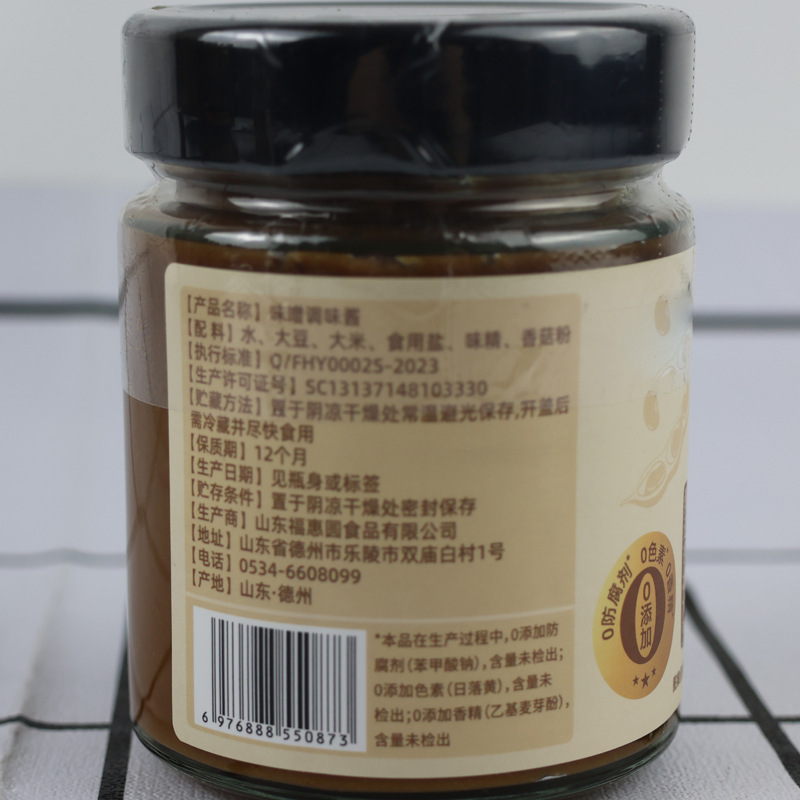 【产品名称】味噌调味酱
【配料】水、大豆、大米、食用盐、味精、香菇粉
【执行标准】Q/FHY0002S-2023
【生产许可证号】SC13137148103330
【贮藏方法】置于阴凉干燥处常温避光保存,开盖后
需冷藏并尽快食用
【保质期】12个月
【生产日期】见瓶身或标签
【贮存条件】置于阴凉干燥处密封保存
【生产商】山东福惠园食品有限公司
【地址】山东省德州市乐陵市双庙白村1号
【电话】0534-6608099
【产地】山东·德州
6 976888 550873
*本品在生产过程中,0添加防
腐剂(苯甲酸钠),含量未检出;
0添加色素(日落黄),含量未
检出;0添加香精(乙基麦芽酚),
含量未检出
0防腐剂* 0色素*
0添加